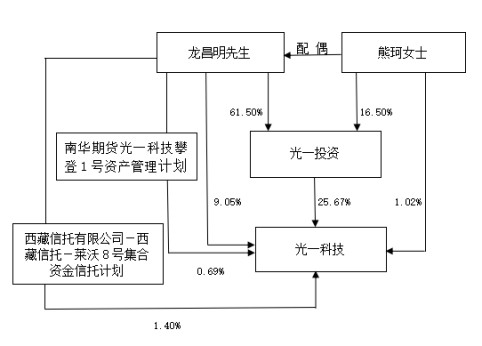 龙昌明先生
配 偶
熊珂女士
61.50%
16.50%
南华期货光一科技攀
登1号资产管理计划
光一投资
9.05%
25.67%
1.02%
西藏信托有限公司－西
藏信托－莱沃8号集合
资金信托计划
光一科技
0.69%
1.40%